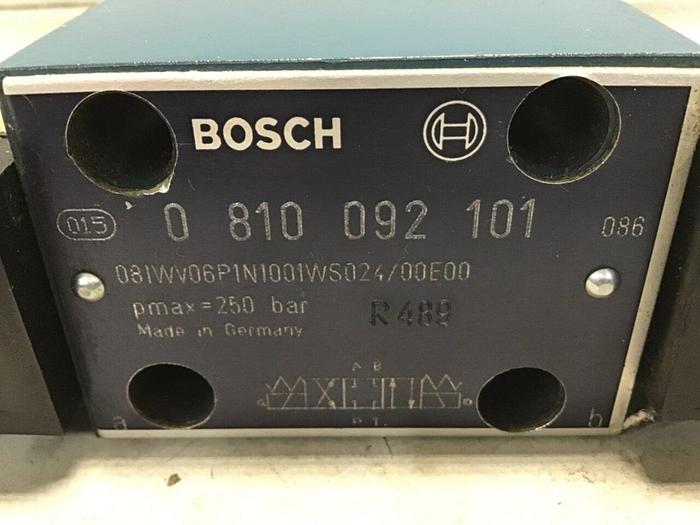 BOSCH
015 0 810 092 101 086
081WV06P1N1001WS024/00E00
pmax=250 bar R489
Made in Germany
A B
a b
P T